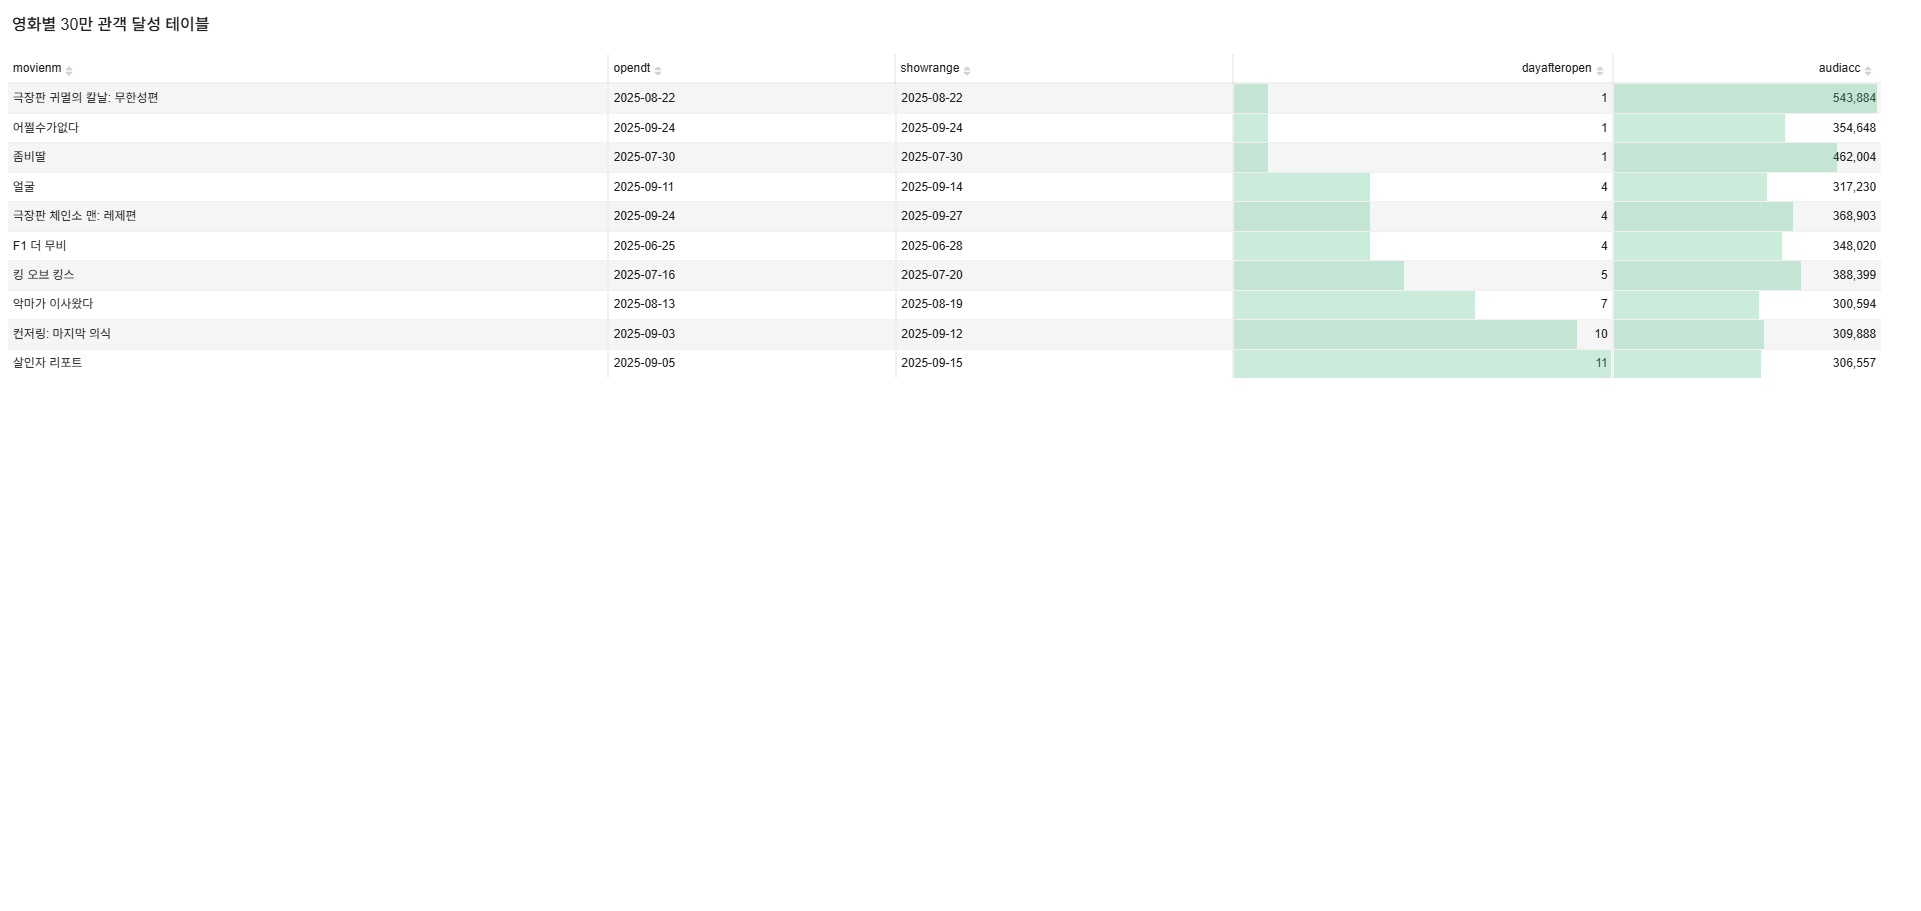 영화별 30만 관객 달성 테이블
movienm opendt showrange dayafteropen audiacc
극장판 귀멸의 칼날: 무한성편 2025-08-22 2025-08-22 1 543,884
어쩔수가없다 2025-09-24 2025-09-24 1 354,648
좀비딸 2025-07-30 2025-07-30 1 462,004
얼굴 2025-09-11 2025-09-14 4 317,230
극장판 체인소 맨: 레제편 2025-09-24 2025-09-27 4 368,903
F1 더 무비 2025-06-25 2025-06-28 4 348,020
킹 오브 킹스 2025-07-16 2025-07-20 5 388,399
악마가 이사왔다 2025-08-13 2025-08-19 7 300,594
컨저링: 마지막 의식 2025-09-03 2025-09-12 10 309,888
살인자 리포트 2025-09-05 2025-09-15 11 306,557